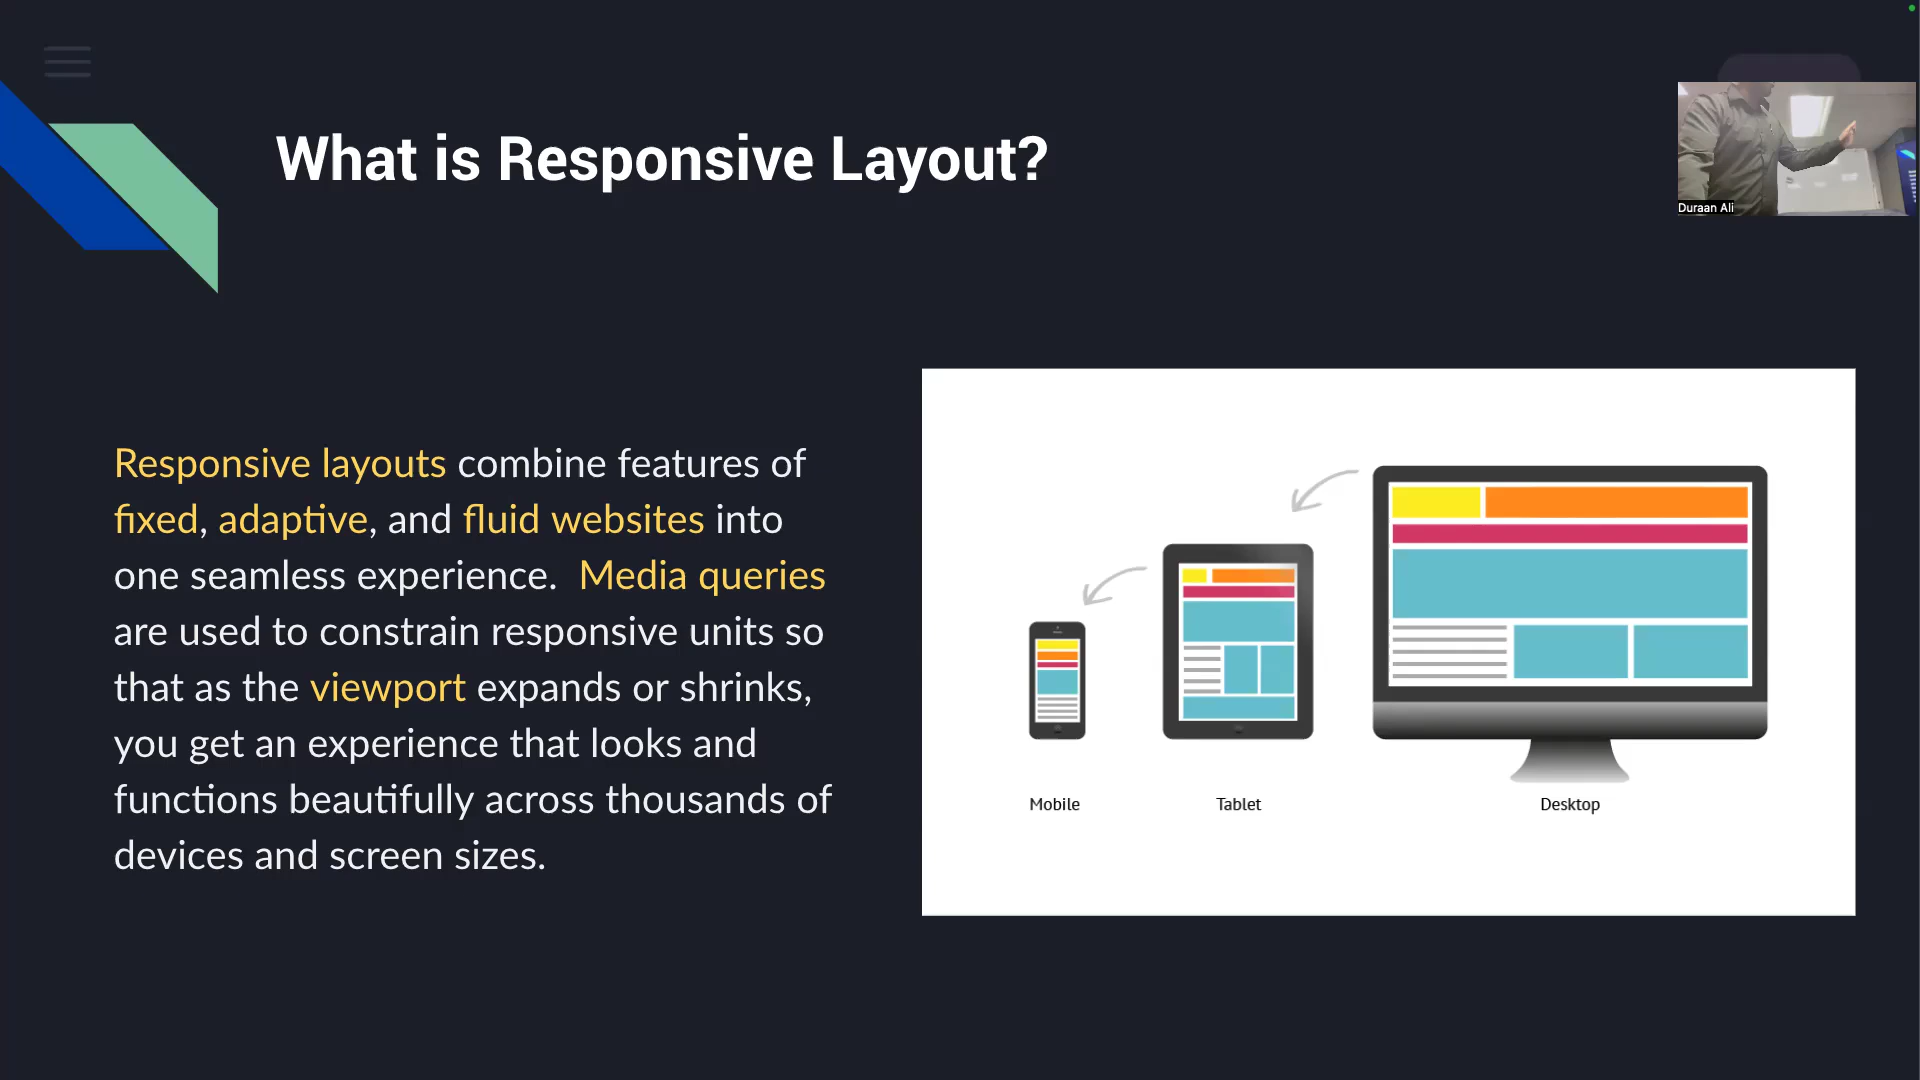 What is Responsive Layout?
Duraan Ali
Responsive layouts combine features of
fixed, adaptive, and fluid websites into
one seamless experience.  Media queries
are used to constrain responsive units so
that as the viewport expands or shrinks,
you get an experience that looks and
functions beautifully across thousands of
devices and screen sizes.
Mobile
Tablet
Desktop